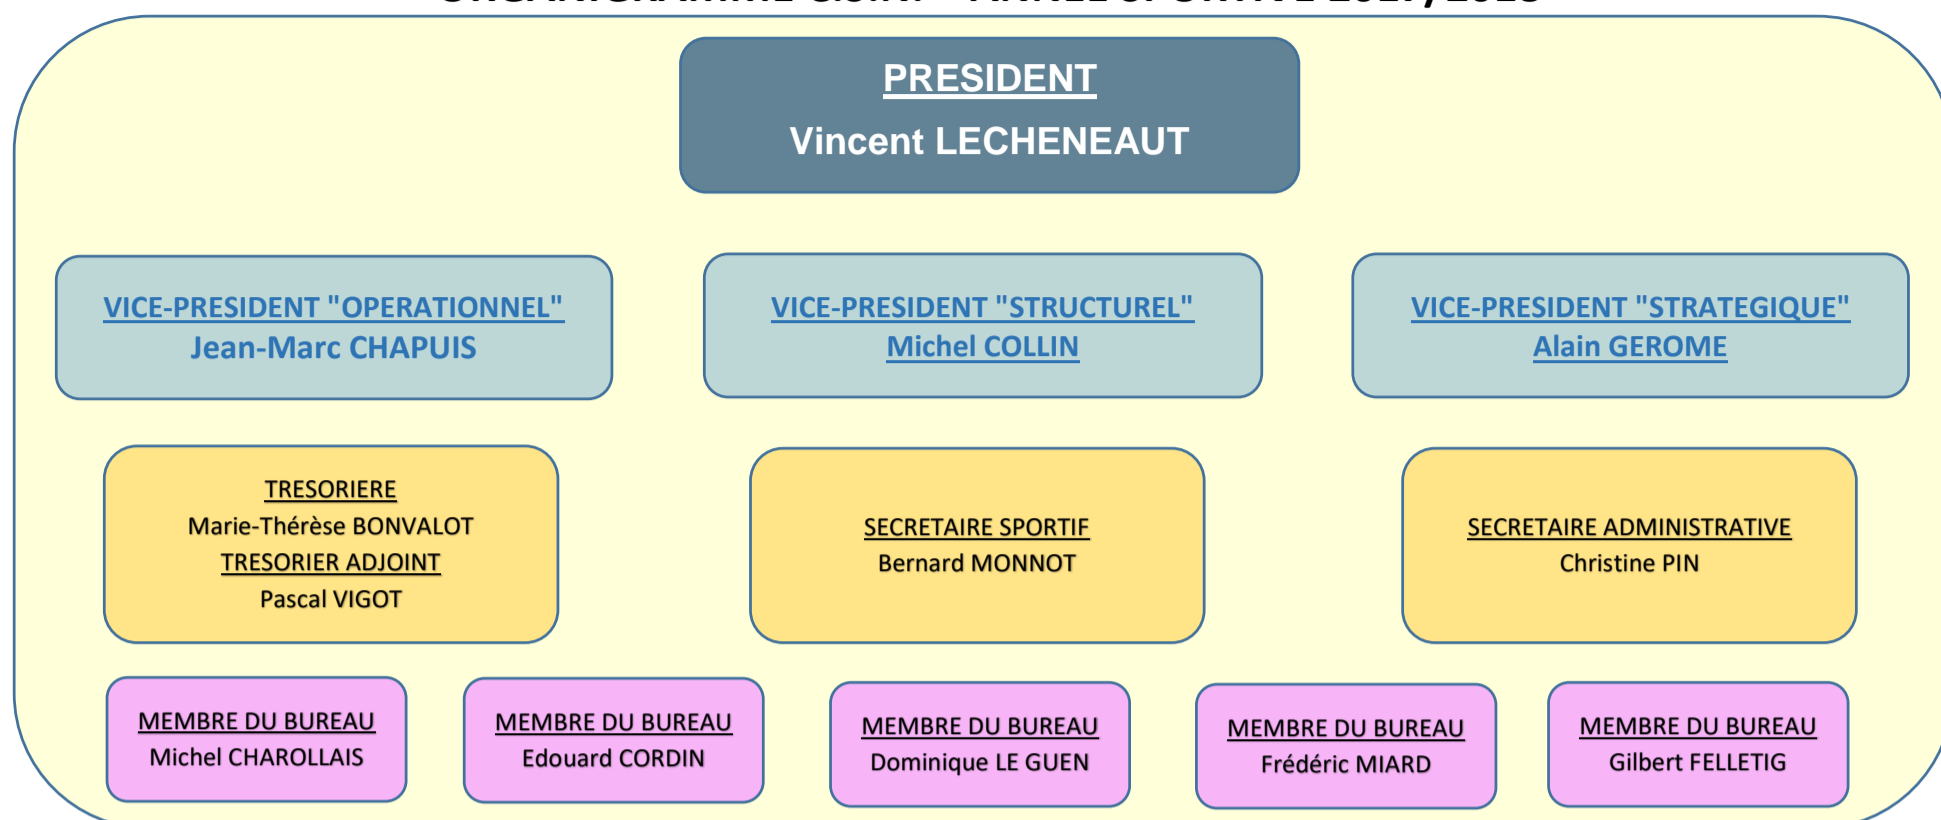 PRESIDENT
Vincent LECHENEAUT
VICE-PRESIDENT "OPERATIONNEL"
Jean-Marc CHAPUIS
VICE-PRESIDENT "STRUCTUREL"
Michel COLLIN
VICE-PRESIDENT "STRATEGIQUE"
Alain GEROME
TRESORIERE
Marie-Thérèse BONVALOT
TRESORIER ADJOINT
Pascal VIGOT
SECRETAIRE SPORTIF
Bernard MONNOT
SECRETAIRE ADMINISTRATIVE
Christine PIN
MEMBRE DU BUREAU
Michel CHAROLLAIS
MEMBRE DU BUREAU
Edouard CORDIN
MEMBRE DU BUREAU
Dominique LE GUEN
MEMBRE DU BUREAU
Frédéric MIARD
MEMBRE DU BUREAU
Gilbert FELLETIG